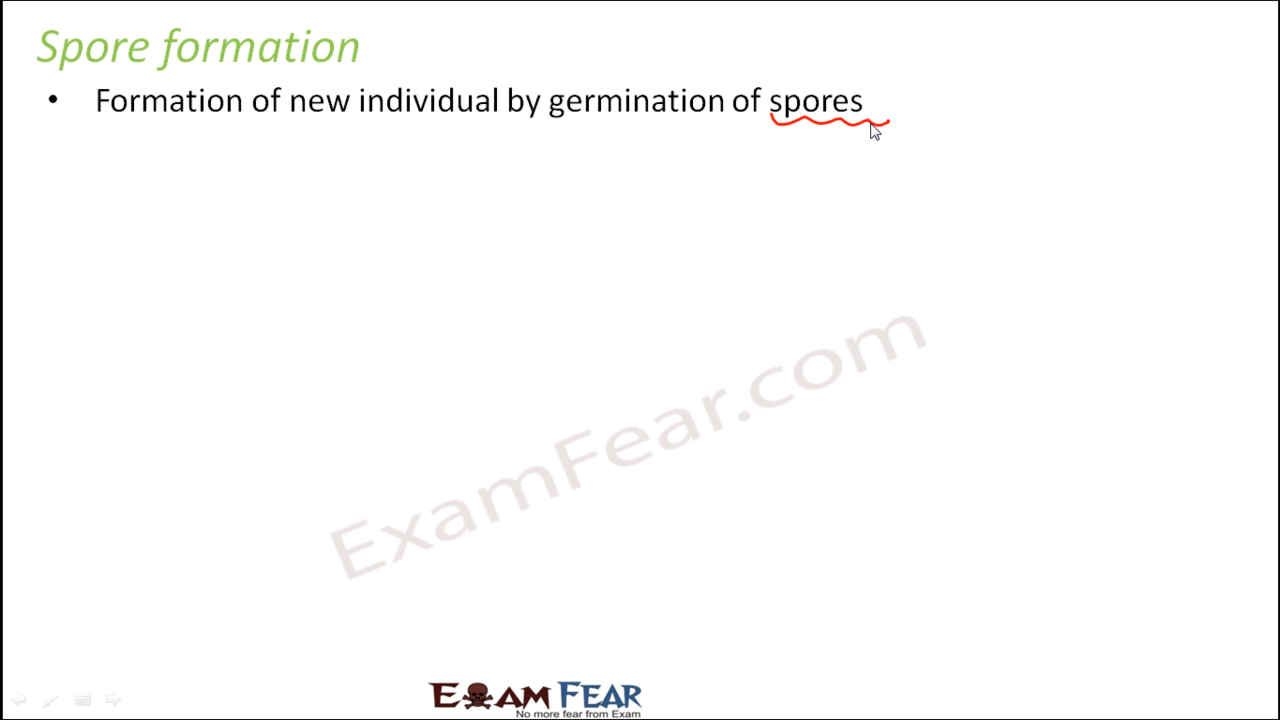 Spore formation
• Formation of new individual by germination of spores
ExamFear.com
EXAM FEAR
No more fear from Exam